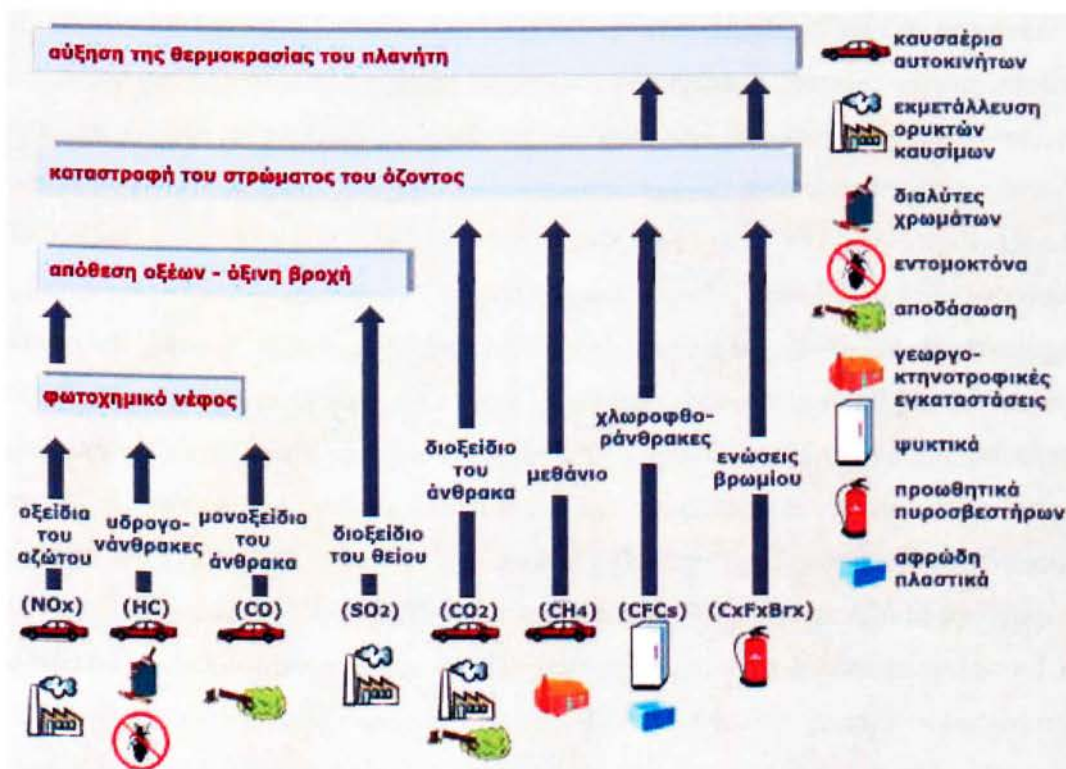 αύξηση της θερμοκρασίας του πλανήτη
καταστραφή του στρώματος του όζοντος
απόθεση οξέων - όξινη βροχή
φωτοχημικό νέφος
οξείδια
του
αζώτου
υδρογο-
νάνθρακες
μονοξείδιο
του
άνθρακα
διοξείδιο
του θείου
διοξείδιο
του
άνθρακα
μεθάνιο
χλωροφθο-
ράνθρακες
ενώσεις
βρωμίου
(NOx) (HC) (CO) (SO2) (CO2) (CH4) (CFCs) (CxFxBrx)
καυσαέρια
αυτοκινήτων
εκμετάλλευση
ορυκτών
καυσίμων
διαλύτες
χρωμάτων
εντομοκτόνα
αποδάσωση
γεωργο-
κτηνοτροφικές
εγκαταστάσεις
ψυκτικά
προωθητικά
πυροσβεστήρων
αφρώδη
πλαστικά